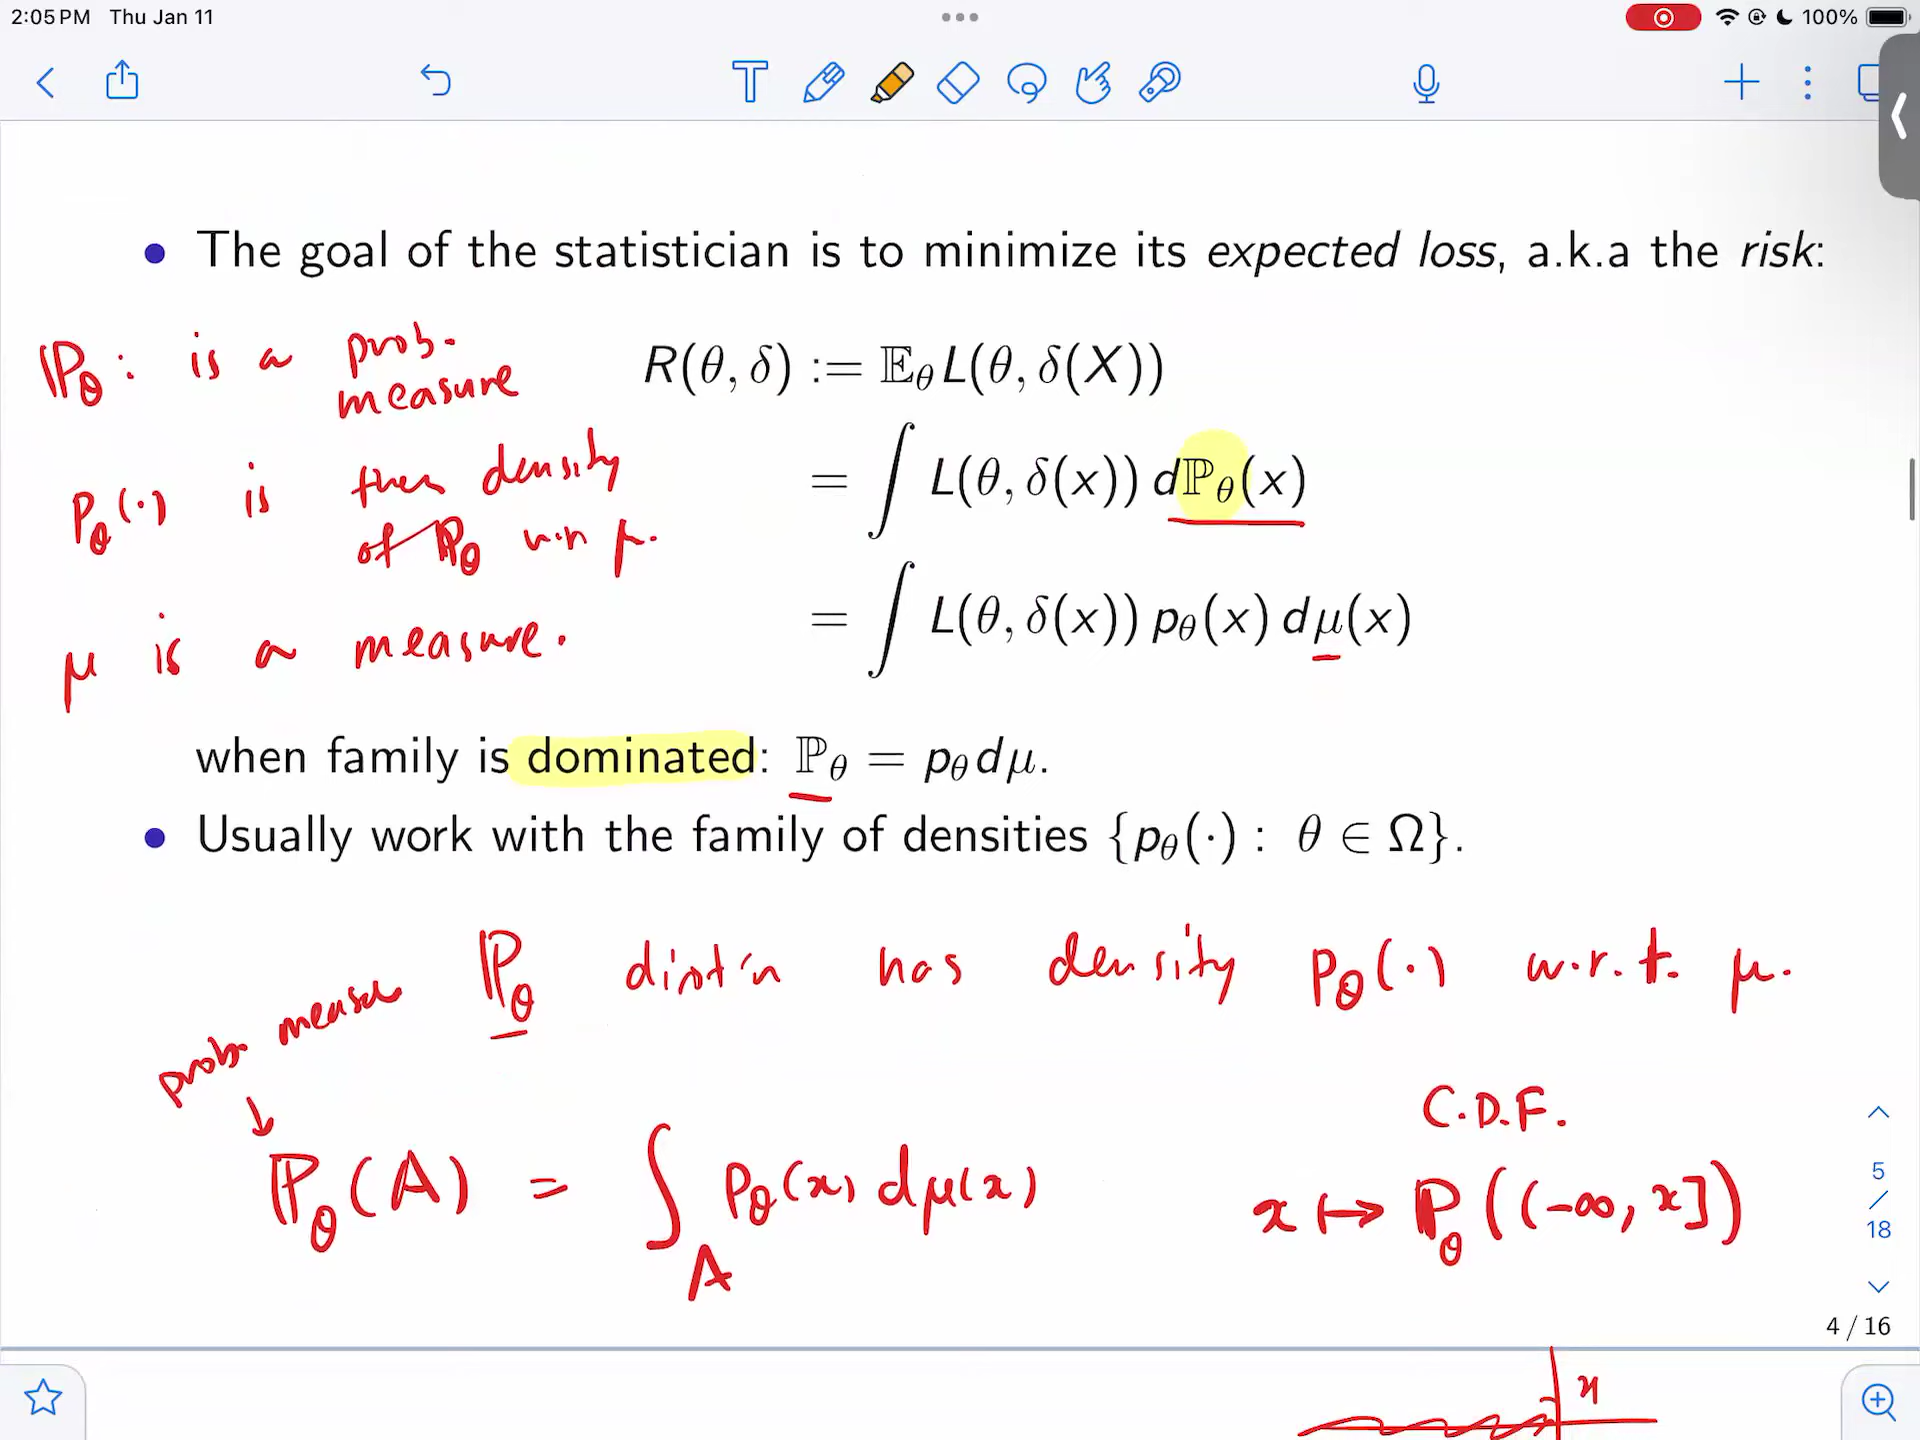 2:05 PM Thu Jan 11
100%
• The goal of the statistician is to minimize its expected loss, a.k.a the risk:
ℙθ : is a prob. measure
R(θ, δ) := 𝔼θ L(θ, δ(X))
pθ(·) is then density of ℙθ w.r.t μ.
= ∫ L(θ, δ(x)) dℙθ(x)
= ∫ L(θ, δ(x)) pθ(x) dμ(x)
μ is a measure.
when family is dominated: ℙθ = pθ dμ.
• Usually work with the family of densities {pθ(·) : θ ∈ Ω}.
ℙθ dist'n has density pθ(·) w.r.t. μ.
prob. measure
↓
C.D.F.
ℙθ(A) = ∫A pθ(x) dμ(x)
x ↦ ℙθ((-∞, x])
5
/
18
4 / 16
x